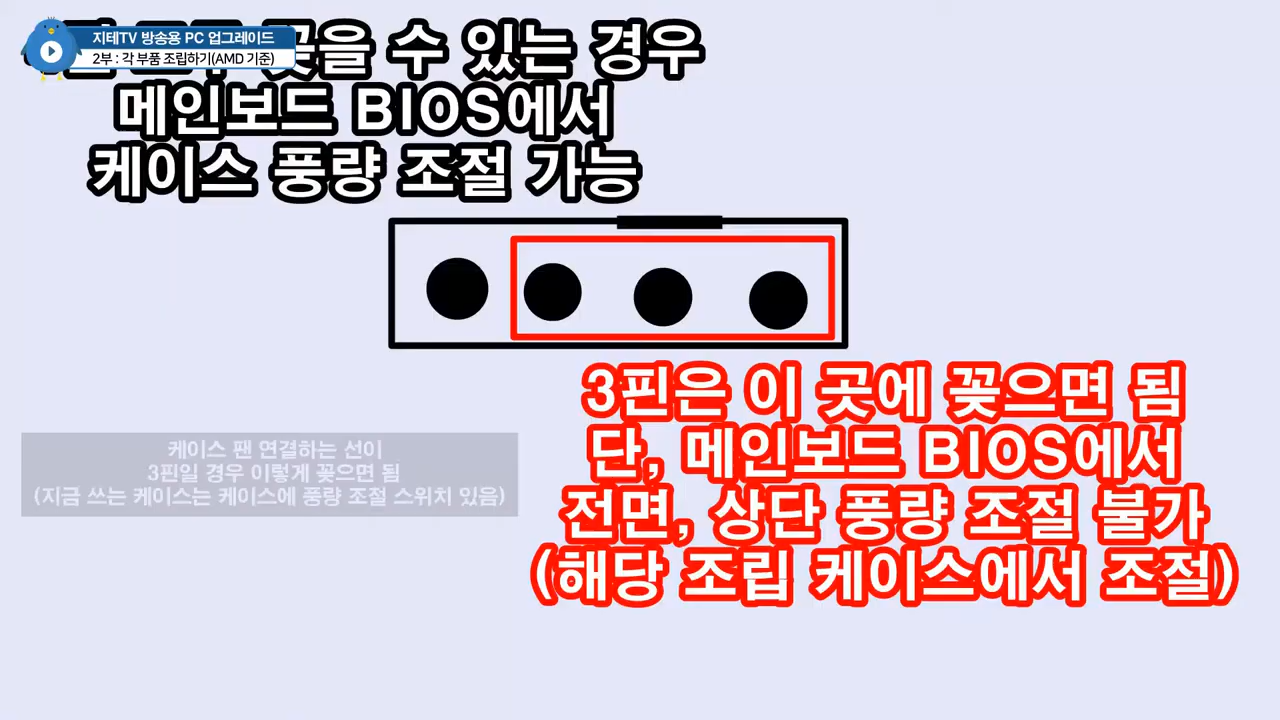 지테TV 방송용 PC 업그레이드
2부 : 각 부품 조립하기(AMD 기준)
꽂을 수 있는 경우
메인보드 BIOS에서
케이스 풍량 조절 가능
3핀은 이 곳에 꽂으면 됨
단, 메인보드 BIOS에서
전면, 상단 풍량 조절 불가
(해당 조립 케이스에서 조절)
케이스 팬 연결하는 선이
3핀일 경우 이렇게 꽂으면 됨
(지금 쓰는 케이스는 케이스에 풍량 조절 스위치 있음)